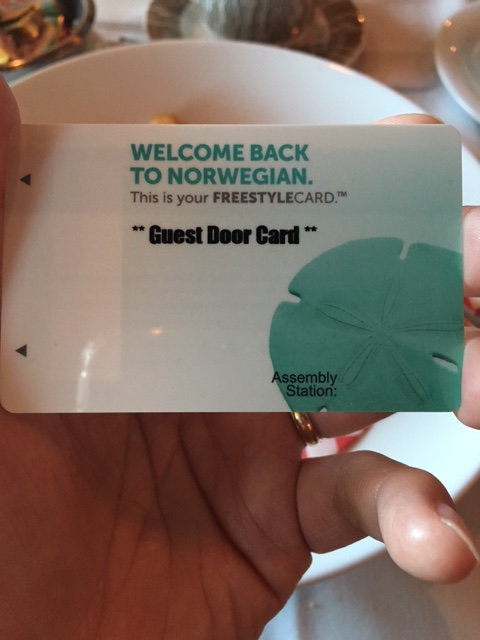 WELCOME BACK
TO NORWEGIAN.
This is your FREESTYLECARD.™
** Guest Door Card **
Assembly
Station: